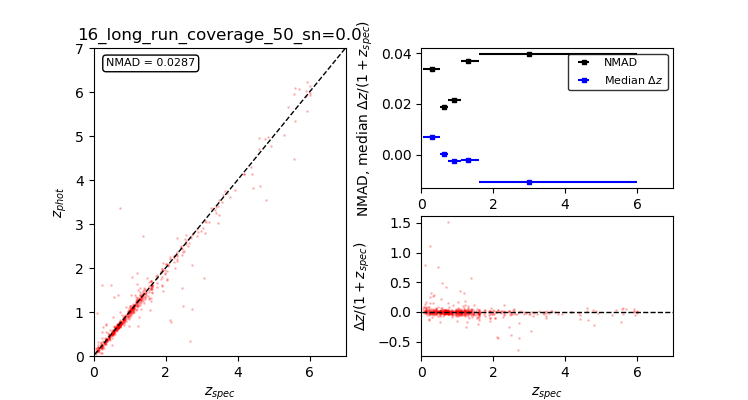 16_long_run_coverage_50_sn=0.0
NMAD = 0.0287
7
6
5
4
3
2
1
0
z_phot
0 2 4 6
z_spec
NMAD, median Δz/(1 + z_spec)
0.04
0.02
0.00
NMAD
Median Δz
0 2 4 6
Δz/(1 + z_spec)
1.5
1.0
0.5
0.0
−0.5
0 2 4 6
z_spec